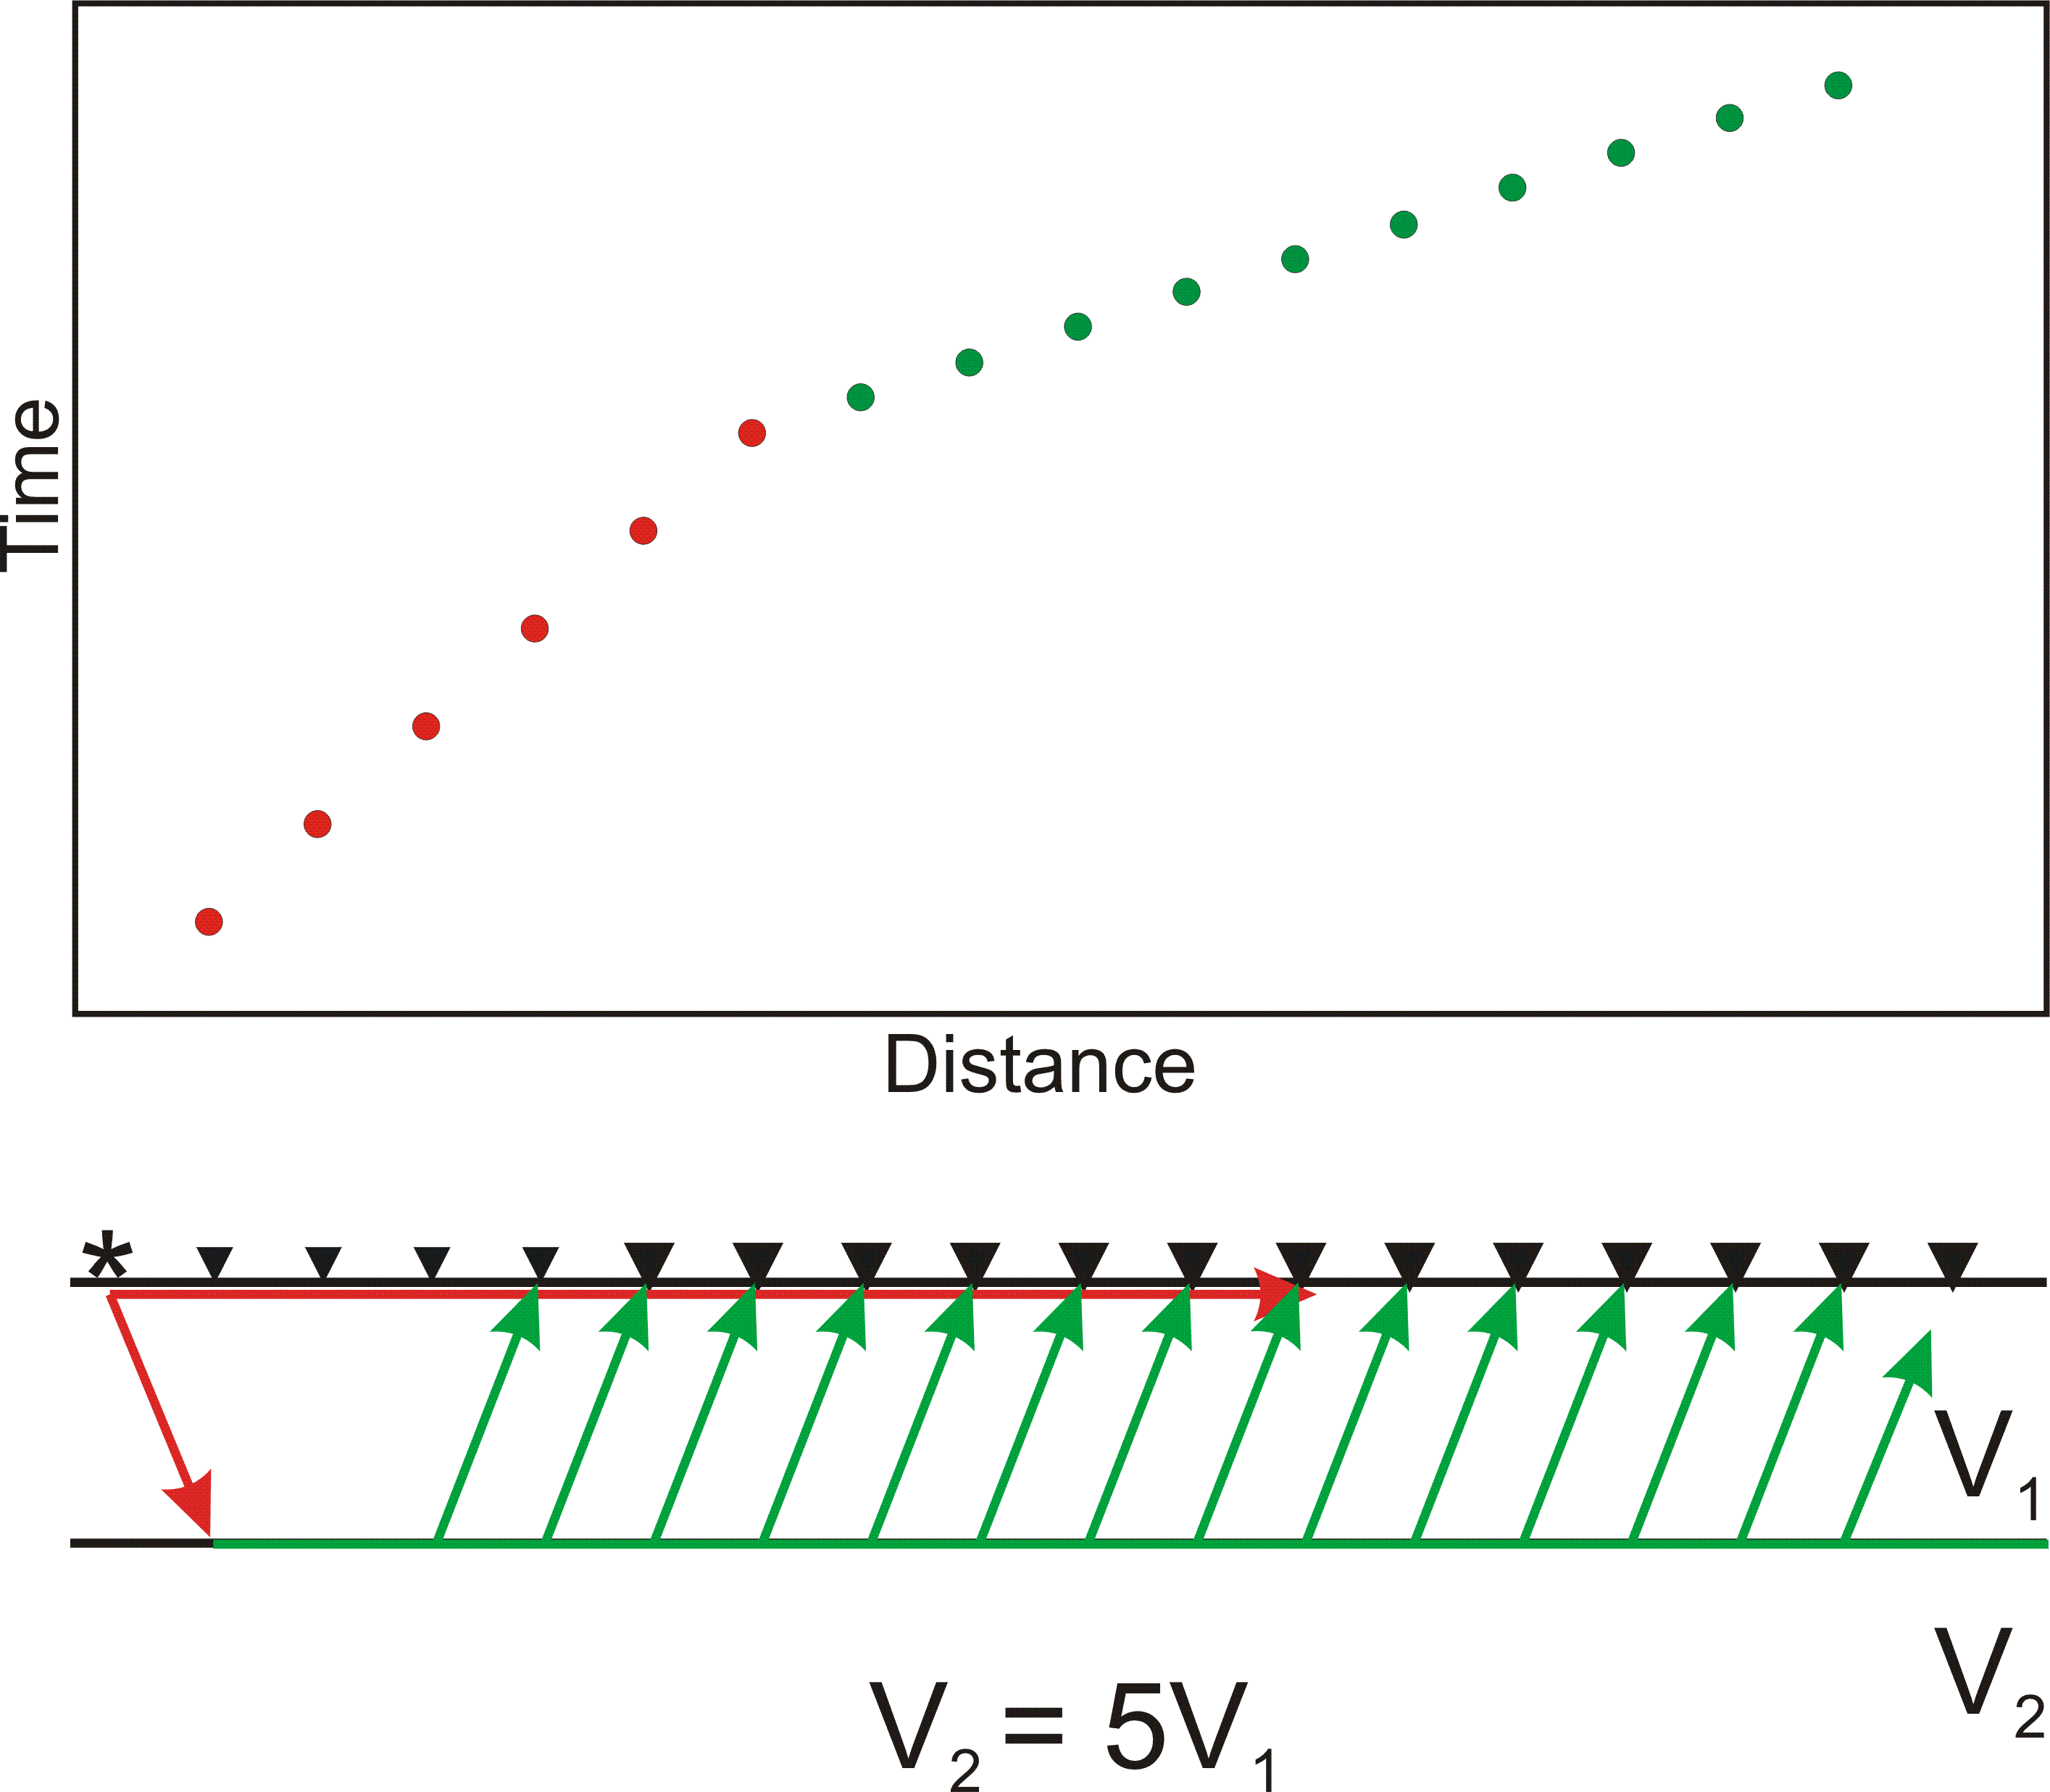 Time
Distance
*
V₁
V₂
V₂ = 5V₁